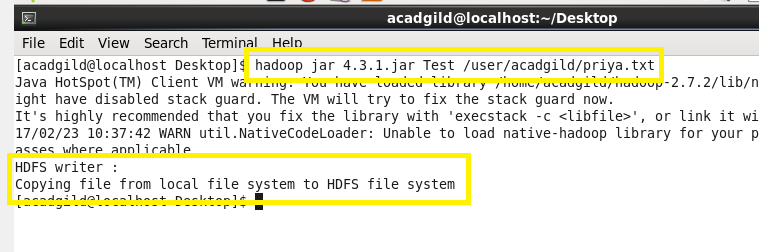 acadgild@localhost:~/Desktop
File Edit View Search Terminal Help
[acadgild@localhost Desktop]$ hadoop jar 4.3.1.jar Test /user/acadgild/priya.txt
Java HotSpot(TM) Client VM warning: You have loaded library /home/acadgild/hadoop-2.7.2/lib/n
ight have disabled stack guard. The VM will try to fix the stack guard now.
It's highly recommended that you fix the library with 'execstack -c <libfile>', or link it wi
17/02/23 10:37:42 WARN util.NativeCodeLoader: Unable to load native-hadoop library for your p
asses where applicable
HDFS writer :
Copying file from local file system to HDFS file system
[acadgild@localhost Desktop]$